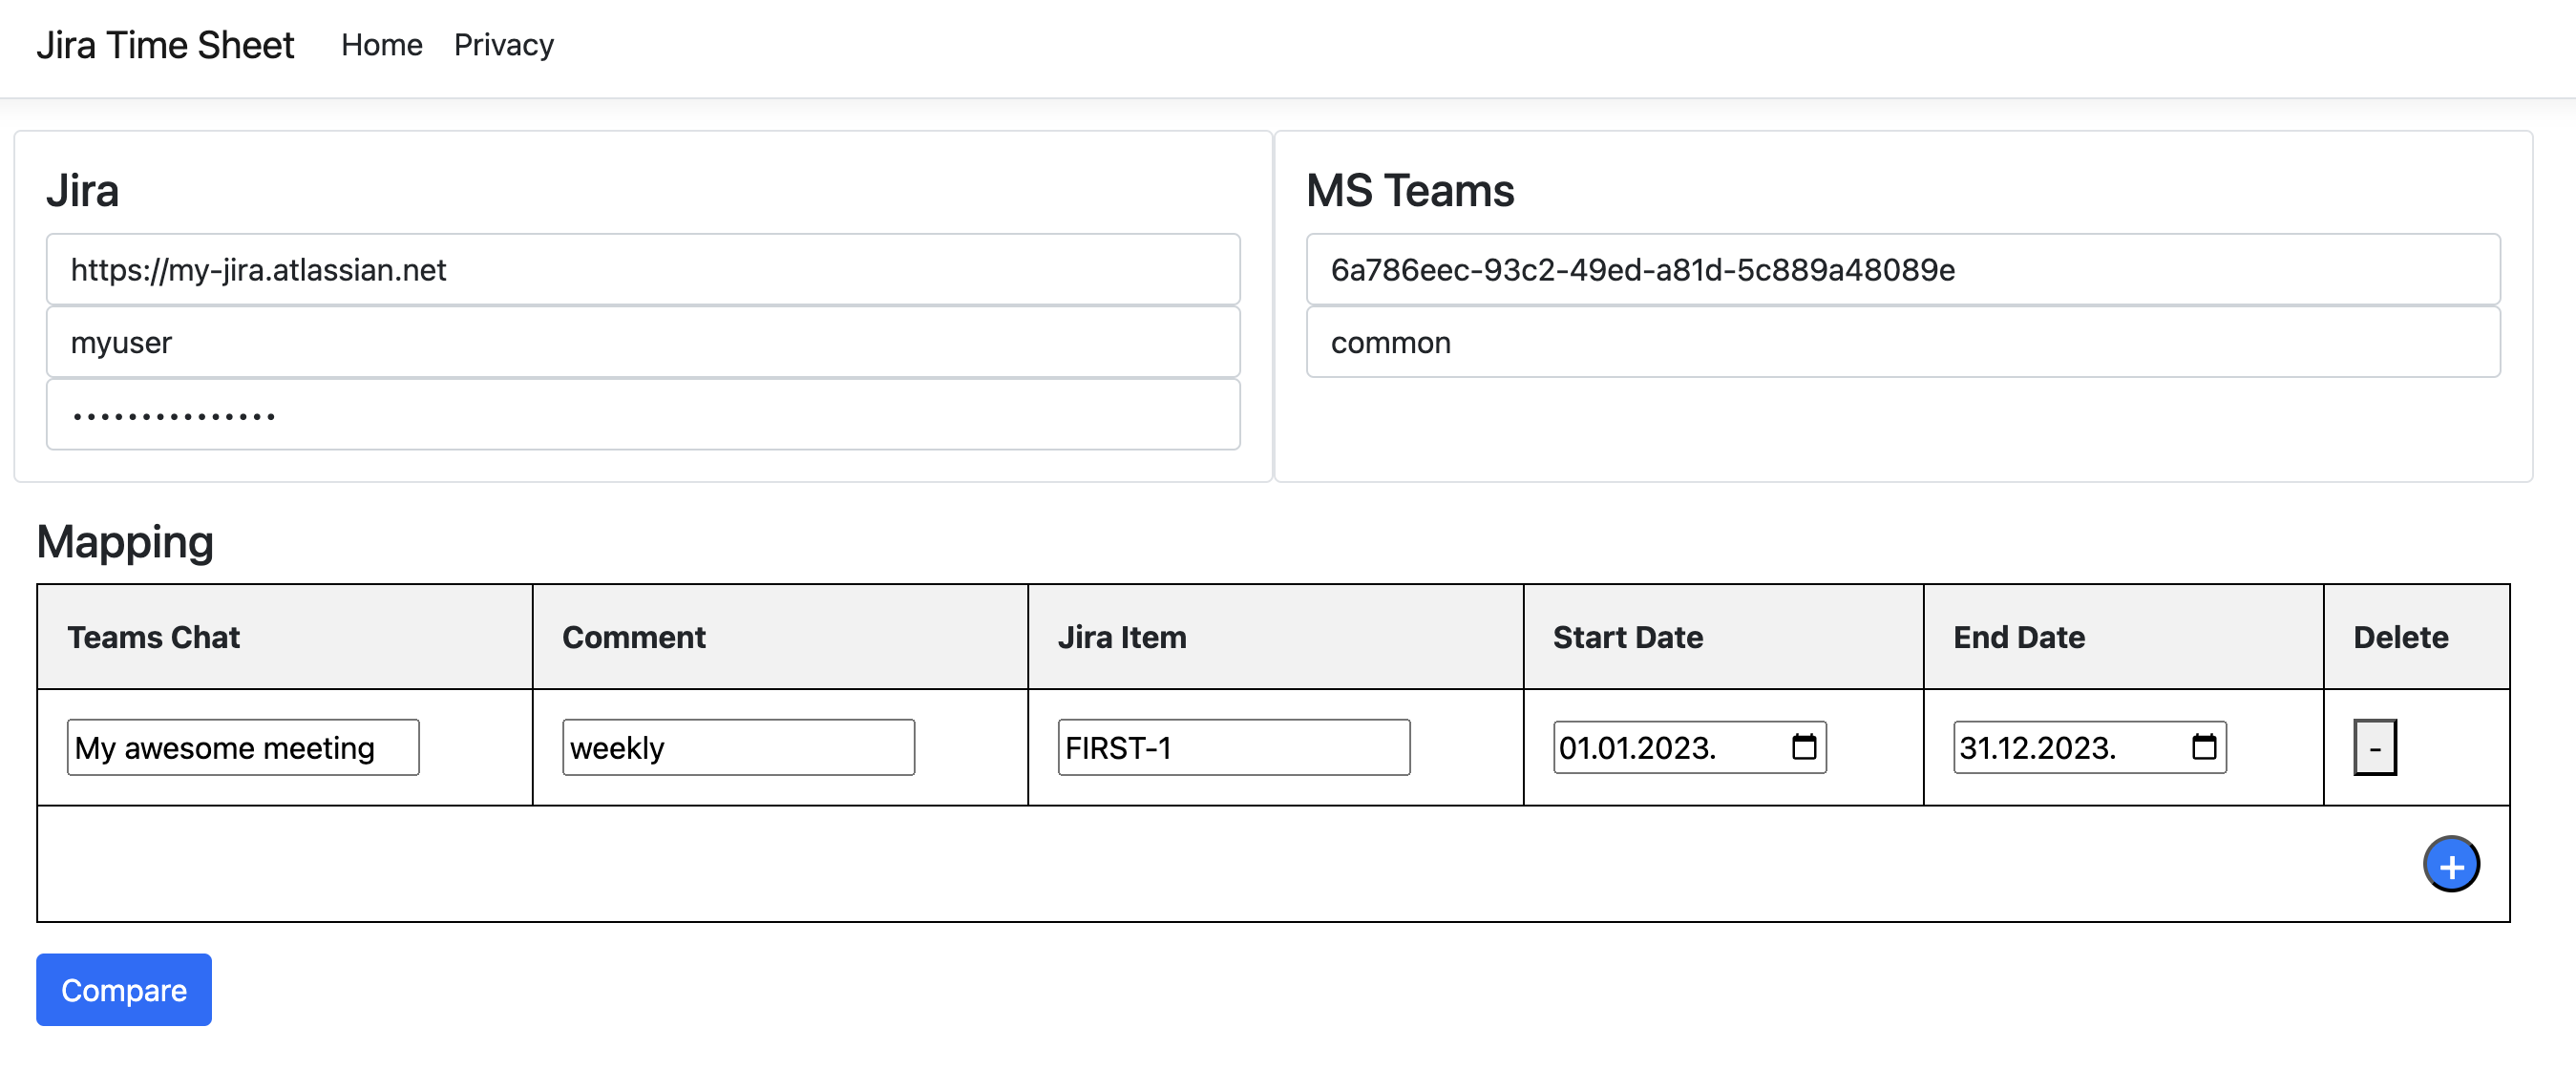 Jira Time Sheet Home Privacy
Jira
https://my-jira.atlassian.net
myuser
•••••••••••••••
MS Teams
6a786eec-93c2-49ed-a81d-5c889a48089e
common
Mapping
Teams Chat Comment Jira Item Start Date End Date Delete
My awesome meeting weekly FIRST-1 01.01.2023. 31.12.2023. -
+
Compare